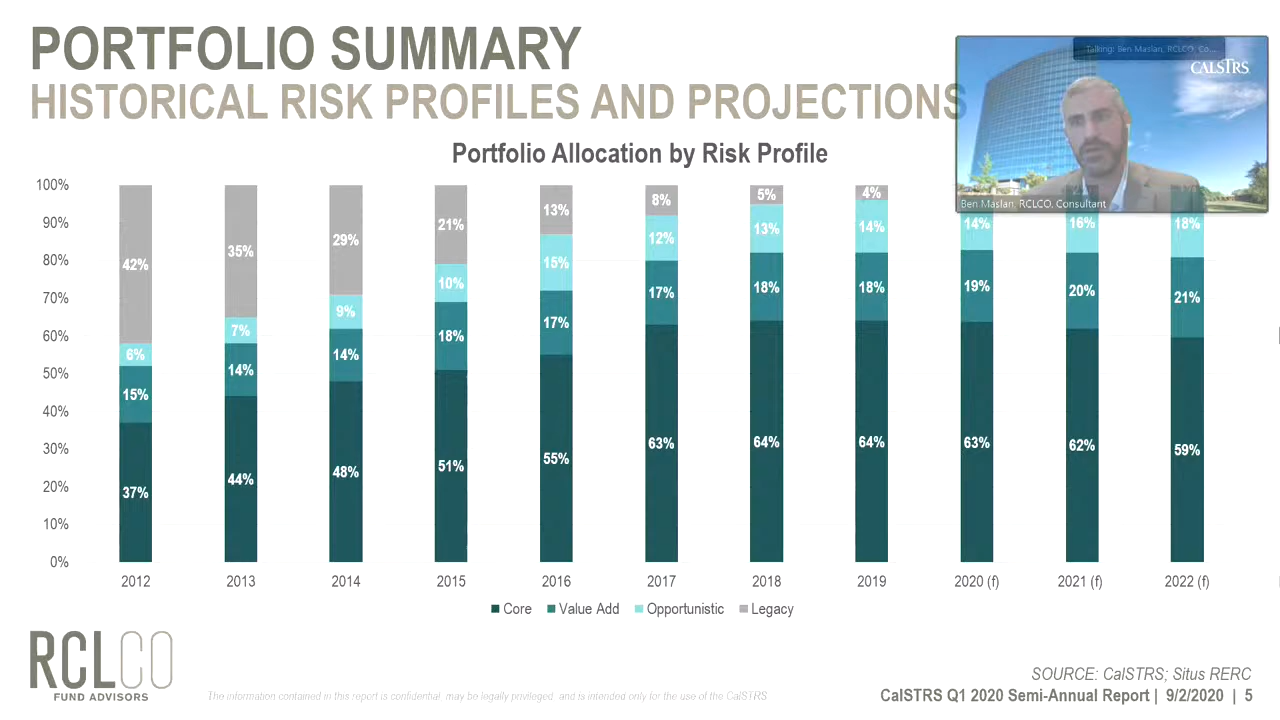 PORTFOLIO SUMMARY
HISTORICAL RISK PROFILES AND PROJECTIONS
Talking: Ben Maslan, RCLCO, Co...
CALSTRS
Ben Maslan, RCLCO, Consultant
Portfolio Allocation by Risk Profile
100%
90%
80%
70%
60%
50%
40%
30%
20%
10%
0%
42% 35% 29% 21% 13% 8% 5% 4%
6% 7% 9% 10% 15% 12% 13% 14% 14% 16% 18%
15% 14% 14% 18% 17% 17% 18% 18% 19% 20% 21%
37% 44% 48% 51% 55% 63% 64% 64% 63% 62% 59%
2012 2013 2014 2015 2016 2017 2018 2019 2020 (f) 2021 (f) 2022 (f)
Core Value Add Opportunistic Legacy
RCLCO
FUND ADVISORS
The information contained in this report is confidential, may be legally privileged, and is intended only for the use of the CalSTRS
SOURCE: CalSTRS; Situs RERC
CalSTRS Q1 2020 Semi-Annual Report | 9/2/2020 | 5